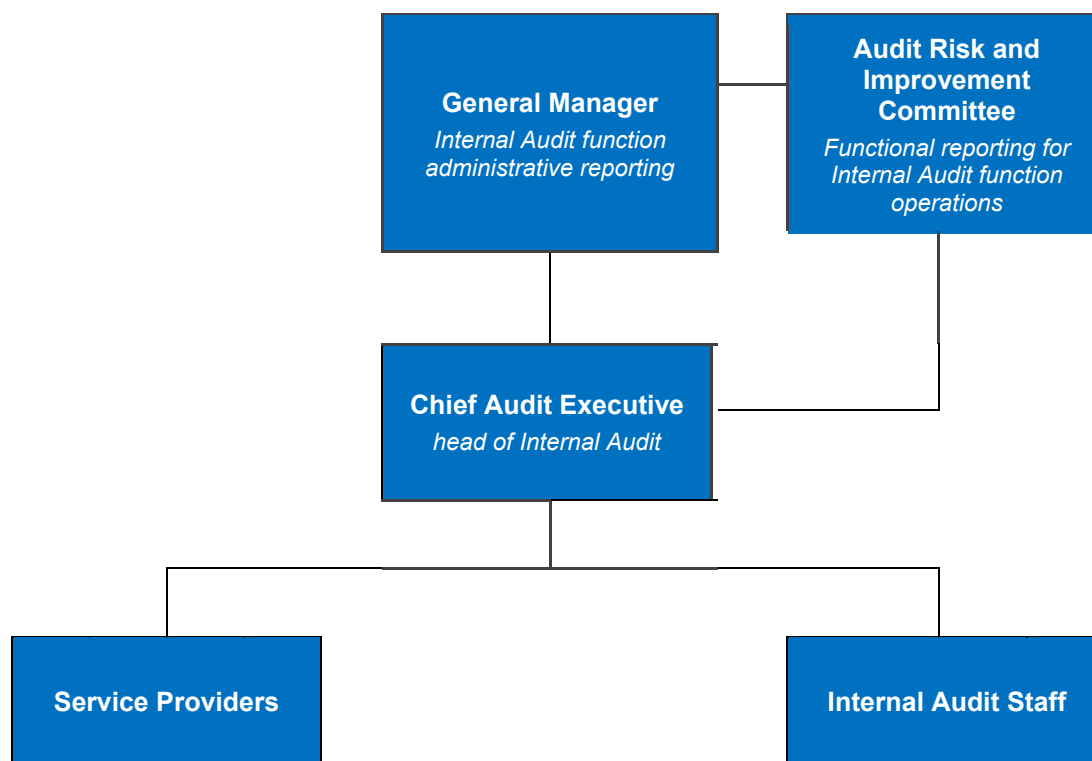 General Manager
Internal Audit function
administrative reporting
Audit Risk and
Improvement
Committee
Functional reporting for
Internal Audit function
operations
Chief Audit Executive
head of Internal Audit
Service Providers
Internal Audit Staff